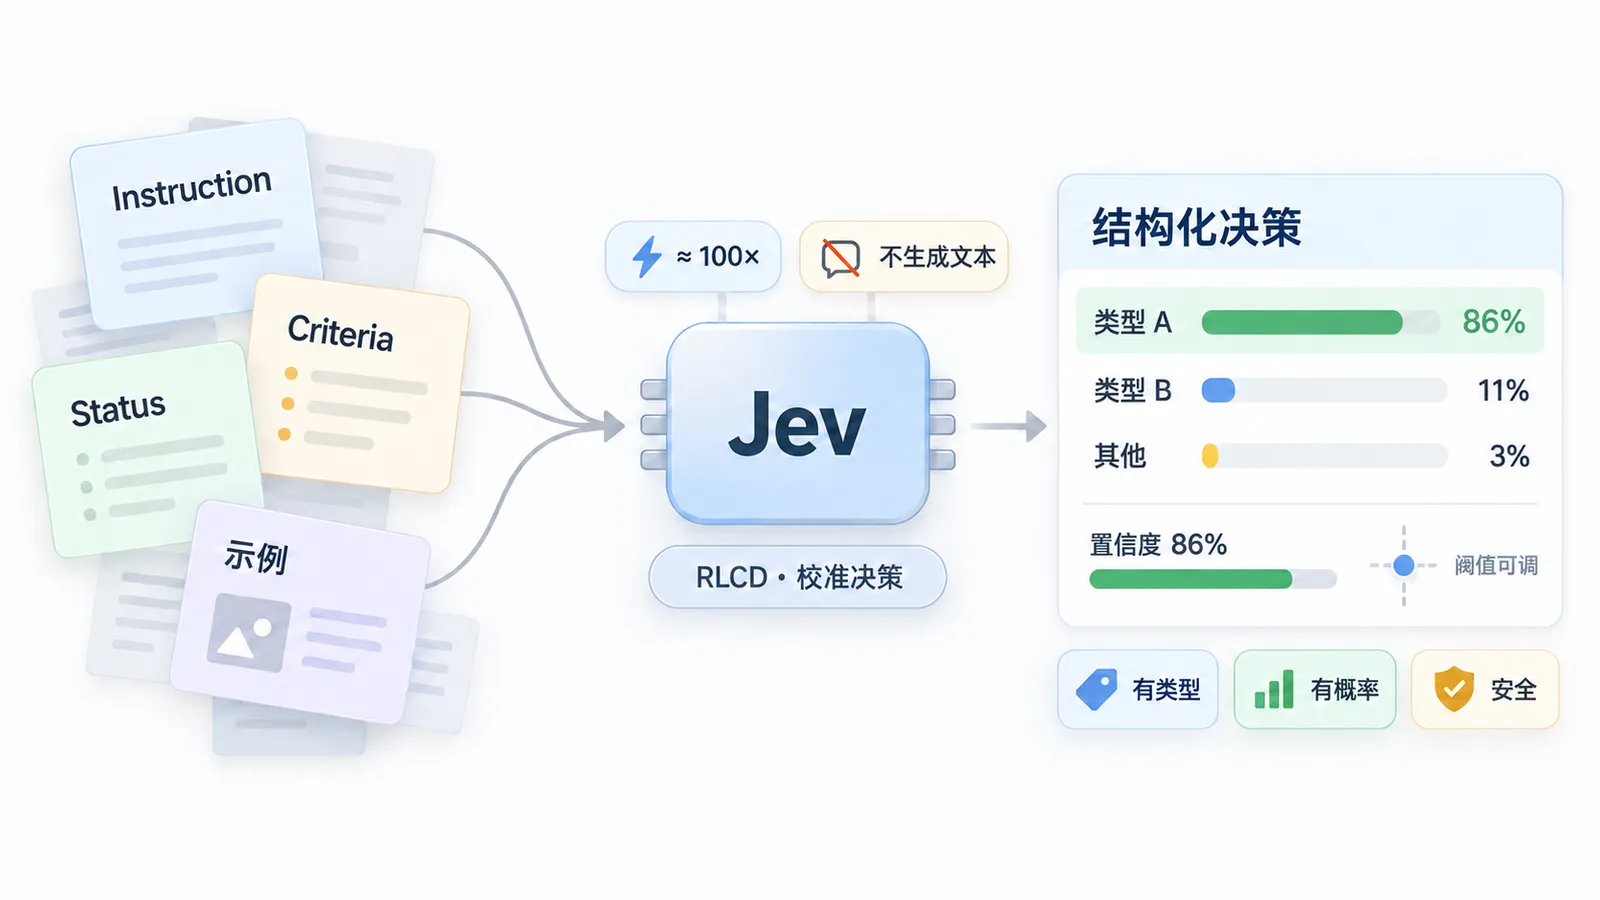 Instruction
Criteria
Status
示例
≈ 100×
不生成文本
Jev
RLCD · 校准决策
结构化决策
类型 A 86%
类型 B 11%
其他 3%
置信度 86%
阈值可调
有类型
有概率
安全